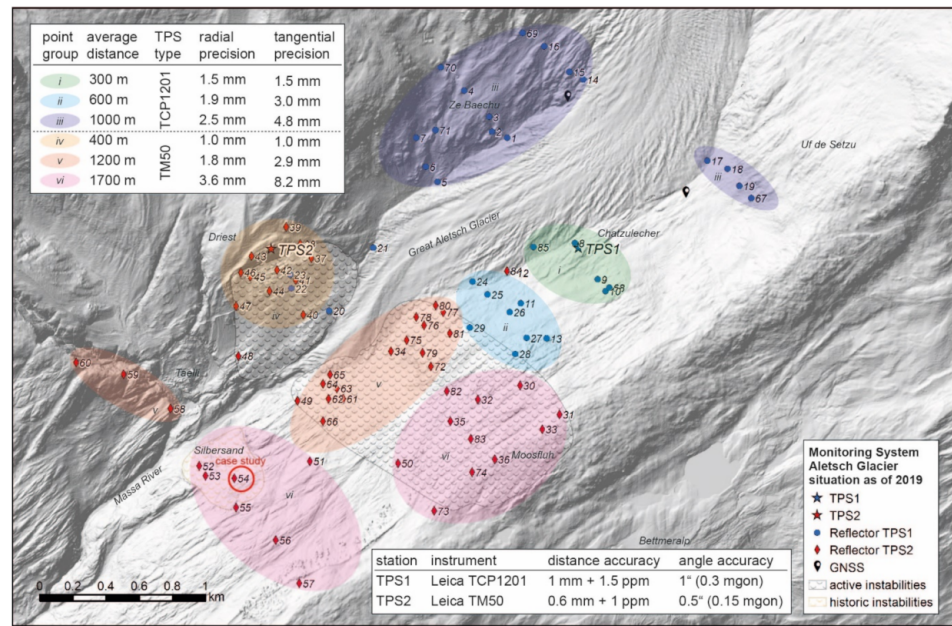 point group average distance TPS type radial precision tangential precision
i 300 m 1.5 mm 1.5 mm
ii 600 m 1.9 mm 3.0 mm
iii 1000 m 2.5 mm 4.8 mm
TCP1201
iv 400 m 1.0 mm 1.0 mm
v 1200 m 1.8 mm 2.9 mm
vi 1700 m 3.6 mm 8.2 mm
TM50
69
16
70
iii
15
14
4
Ze Baechu
3
71
2
1
7
6
5
Uf de Setzu
17
18
iii
19
67
Great Aletsch Glacier
Chatzulecher
Driest
39
TPS2
37
43
42
46
45
23
41
44
22
47
iv
40
20
21
48
85
8
TPS1
i
9
68
10
84
12
24
25
11
26
29
ii
27
13
28
80
77
78
76
81
75
34
79
72
65
v
64
63
62
61
49
66
60
59
Taelli
58
v
82
30
32
31
35
33
83
36
Moosfluh
50
vi
74
73
Silbersand
case study
52
53
54
51
vi
55
56
57
Massa River
Bettmeralp
0 0.2 0.4 0.6 0.8 1
km
station instrument distance accuracy angle accuracy
TPS1 Leica TCP1201 1 mm + 1.5 ppm 1“ (0.3 mgon)
TPS2 Leica TM50 0.6 mm + 1 ppm 0.5“ (0.15 mgon)
Monitoring System
Aletsch Glacier
situation as of 2019
TPS1
TPS2
Reflector TPS1
Reflector TPS2
GNSS
active instabilities
historic instabilities